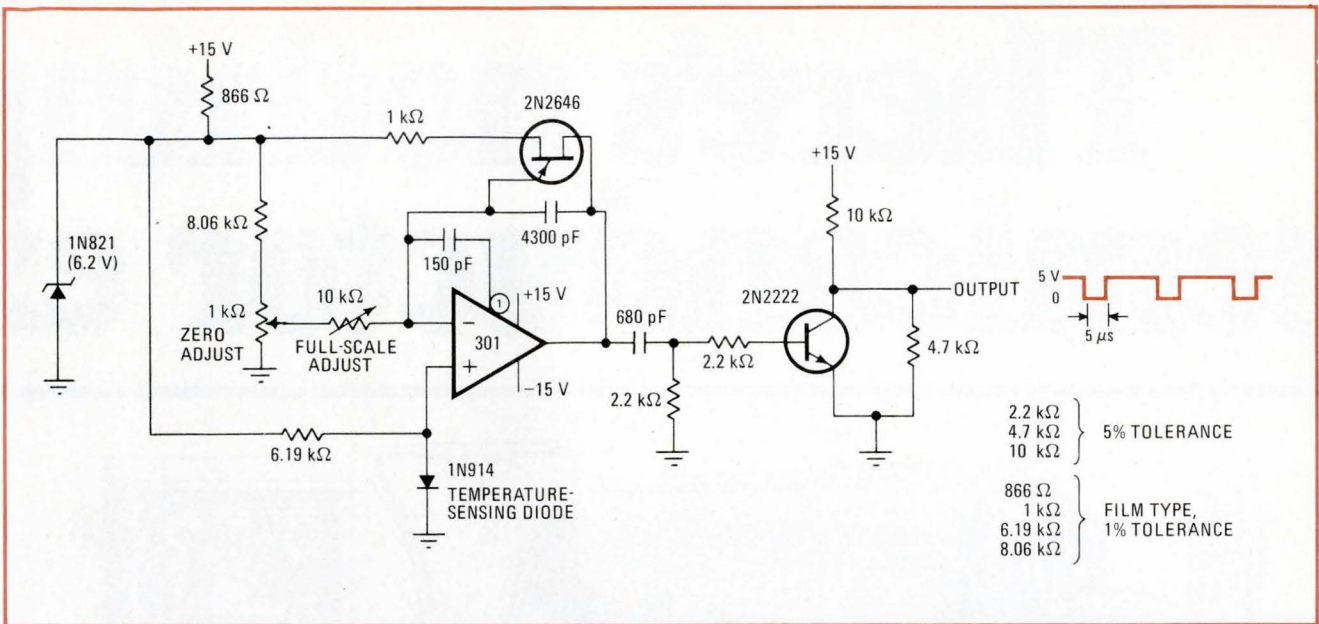 +15 V
866 Ω
1 kΩ
2N2646
+15 V
8.06 kΩ
4300 pF
10 kΩ
1N821
(6.2 V)
150 pF
1
+15 V
2N2222
OUTPUT
5 V
0
5 µs
1 kΩ
10 kΩ
ZERO
ADJUST
FULL-SCALE
ADJUST
−
301
+
−15 V
680 pF
2.2 kΩ
4.7 kΩ
2.2 kΩ
6.19 kΩ
1N914
TEMPERATURE-
SENSING DIODE
2.2 kΩ
4.7 kΩ
10 kΩ
5% TOLERANCE
866 Ω
1 kΩ
6.19 kΩ
8.06 kΩ
FILM TYPE,
1% TOLERANCE